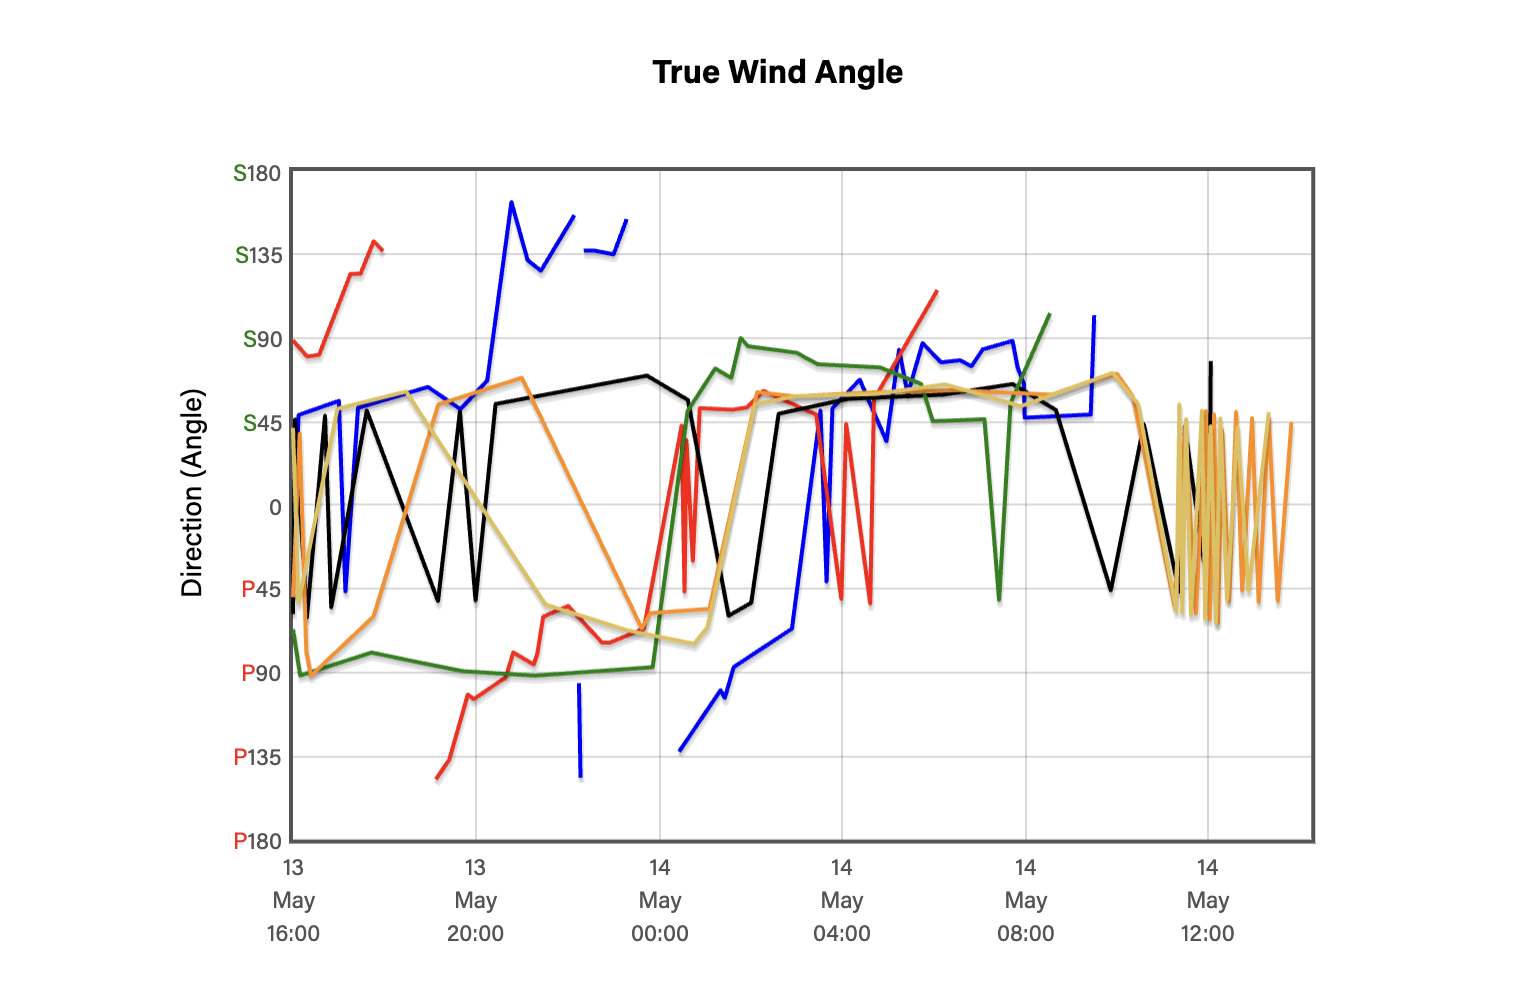 True Wind Angle
Direction (Angle)
S180
S135
S90
S45
0
P45
P90
P135
P180
13 May 16:00
13 May 20:00
14 May 00:00
14 May 04:00
14 May 08:00
14 May 12:00